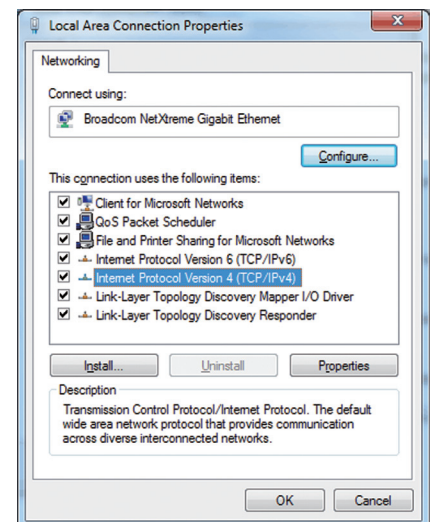 Local Area Connection Properties
Networking
Connect using:
Broadcom NetXtreme Gigabit Ethernet
Configure...
This connection uses the following items:
Client for Microsoft Networks
QoS Packet Scheduler
File and Printer Sharing for Microsoft Networks
Internet Protocol Version 6 (TCP/IPv6)
Internet Protocol Version 4 (TCP/IPv4)
Link-Layer Topology Discovery Mapper I/O Driver
Link-Layer Topology Discovery Responder
Install... Uninstall Properties
Description
Transmission Control Protocol/Internet Protocol. The default
wide area network protocol that provides communication
across diverse interconnected networks.
OK Cancel